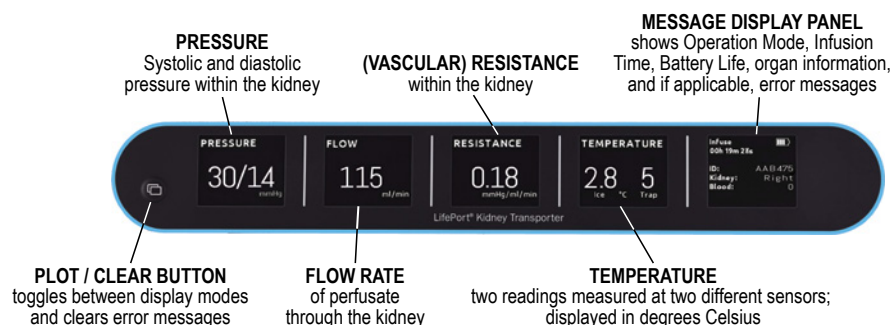 MESSAGE DISPLAY PANEL
shows Operation Mode, Infusion
Time, Battery Life, organ information,
and if applicable, error messages
PRESSURE
Systolic and diastolic
pressure within the kidney
(VASCULAR) RESISTANCE
within the kidney
PRESSURE
30/14
mmHg
FLOW
115
ml/min
RESISTANCE
0.18
mmHg/ml/min
TEMPERATURE
2.8 5
Ice °C Trap
Infuse
00h 19m 28s
ID: AAB475
Kidney: Right
Blood: O
LifePort® Kidney Transporter
PLOT / CLEAR BUTTON
toggles between display modes
and clears error messages
FLOW RATE
of perfusate
through the kidney
TEMPERATURE
two readings measured at two different sensors;
displayed in degrees Celsius